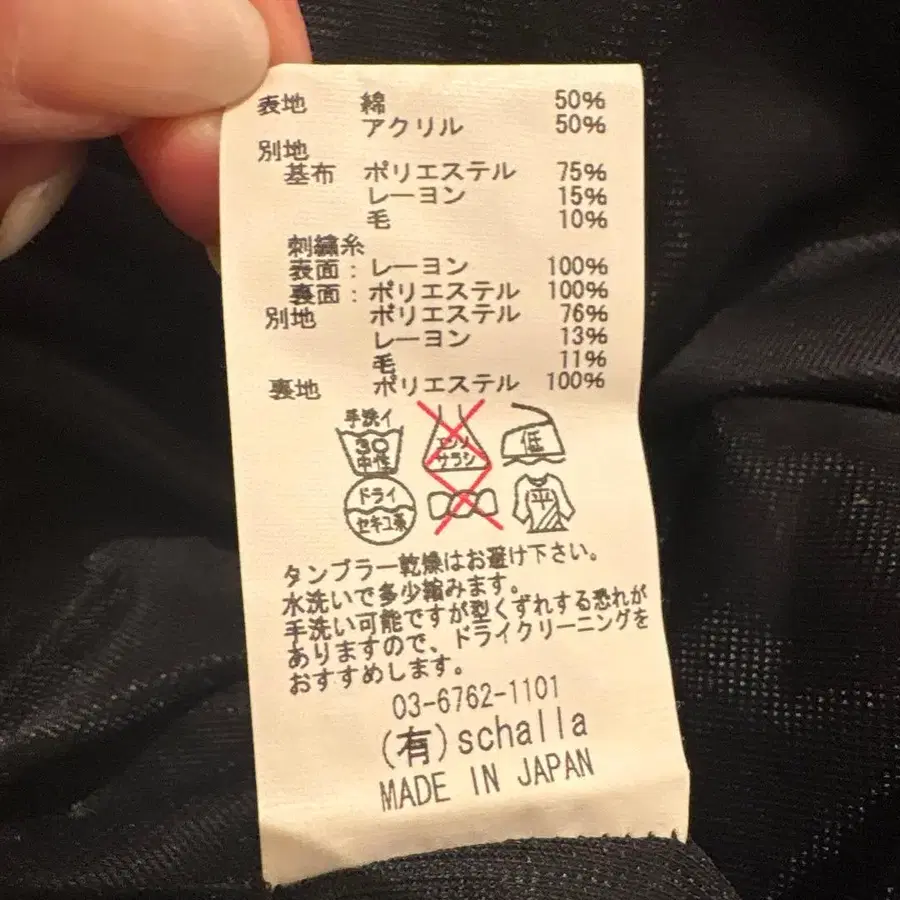 表地 綿 50%
アクリル 50%
別地
基布 ポリエステル 75%
レーヨン 15%
毛 10%
刺繍糸
表面：レーヨン 100%
裏面：ポリエステル 100%
別地 ポリエステル 76%
レーヨン 13%
毛 11%
裏地 ポリエステル 100%
手洗イ
30
中性
エンソ
サラシ
低
ドライ
セキユ系
平
タンブラー乾燥はお避け下さい。
水洗いで多少縮みます。
手洗い可能ですが型くずれする恐れが
ありますので、ドライクリーニングを
おすすめします。
03-6762-1101
(有)schalla
MADE IN JAPAN